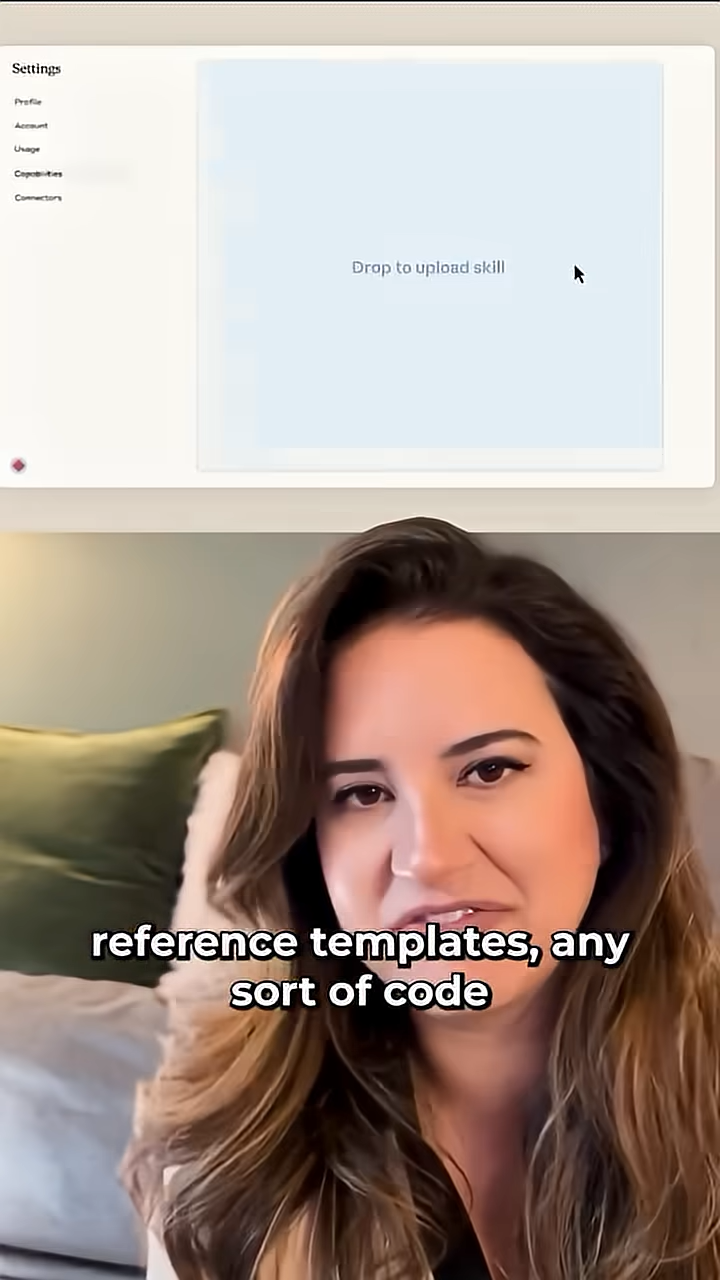 Settings
Profile
Account
Usage
Capabilities
Connectors
Drop to upload skill
reference templates, any
sort of code